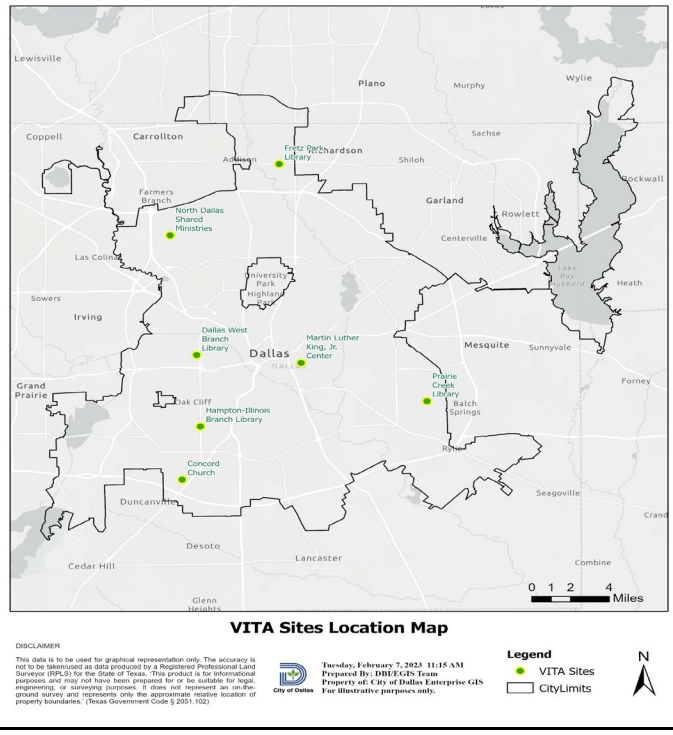 Lewisville
Plano
Murphy
Wylie
Coppell
Carrollton
Sachse
Addison
Fretz Park
Library
Richardson
Shiloh
Rockwall
Farmers
Branch
Garland
North Dallas
Shared
Ministries
Rowlett
Centerville
Las Colinas
University
Park
Highland
Park
Lake
Ray
Hubbard
Heath
Sowers
Irving
Dallas West
Branch
Library
Martin Luther
King, Jr.
Center
Dallas
DALLAS
Mesquite
Sunnyvale
Grand
Prairie
Prairie
Creek
Library
Forney
Oak Cliff
Hampton-Illinois
Branch Library
Balch
Springs
Rylie
Concord
Church
Duncanville
Seagoville
Crand
Desoto
Lancaster
Combine
Cedar Hill
Glenn
Heights
0 1 2 4
Miles
VITA Sites Location Map
DISCLAIMER
This data is to be used for graphical representation only. The accuracy is
not to be taken/used as data produced by a Registered Professional Land
Surveyor (RPLS) for the State of Texas. 'This product is for informational
purposes and may not have been prepared for or be suitable for legal,
engineering, or surveying purposes. It does not represent an on-the-
ground survey and represents only the approximate relative location of
property boundaries.' (Texas Government Code § 2051.102)
City of Dallas
Tuesday, February 7, 2023 11:15 AM
Prepared By: DBI/EGIS Team
Property of: City of Dallas Enterprise GIS
For illustrative purposes only.
Legend
VITA Sites
CityLimits
N